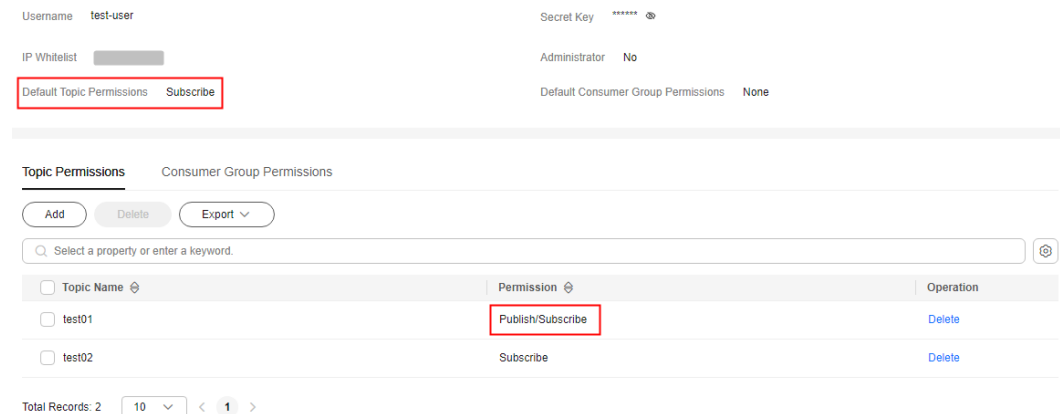 Username test-user Secret Key ******
IP Whitelist Administrator No
Default Topic Permissions Subscribe Default Consumer Group Permissions None
Topic Permissions Consumer Group Permissions
Add Delete Export
Select a property or enter a keyword.
Topic Name Permission Operation
test01 Publish/Subscribe Delete
test02 Subscribe Delete
Total Records: 2 10 < 1 >